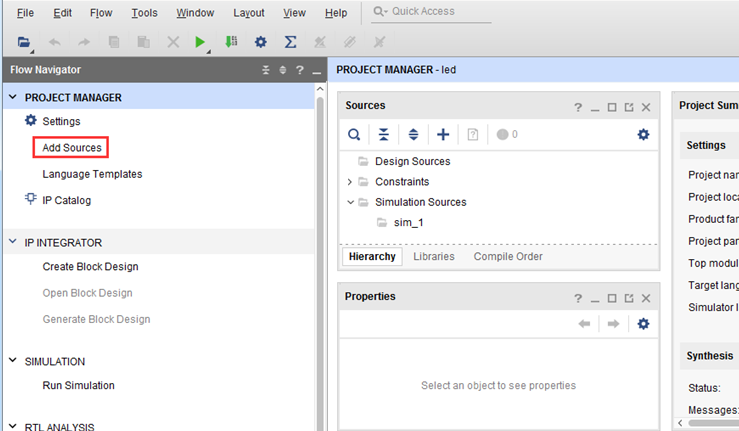 File Edit Flow Tools Window Layout View Help Quick Access
Flow Navigator
PROJECT MANAGER
Settings
Add Sources
Language Templates
IP Catalog
IP INTEGRATOR
Create Block Design
Open Block Design
Generate Block Design
SIMULATION
Run Simulation
RTL ANALYSIS
PROJECT MANAGER - led
Sources
0
Design Sources
Constraints
Simulation Sources
sim_1
Hierarchy Libraries Compile Order
Properties
Select an object to see properties
Project Sum
Settings
Project nam
Project loca
Product fam
Project part
Top modul
Target lang
Simulator l
Synthesis
Status:
Messages: